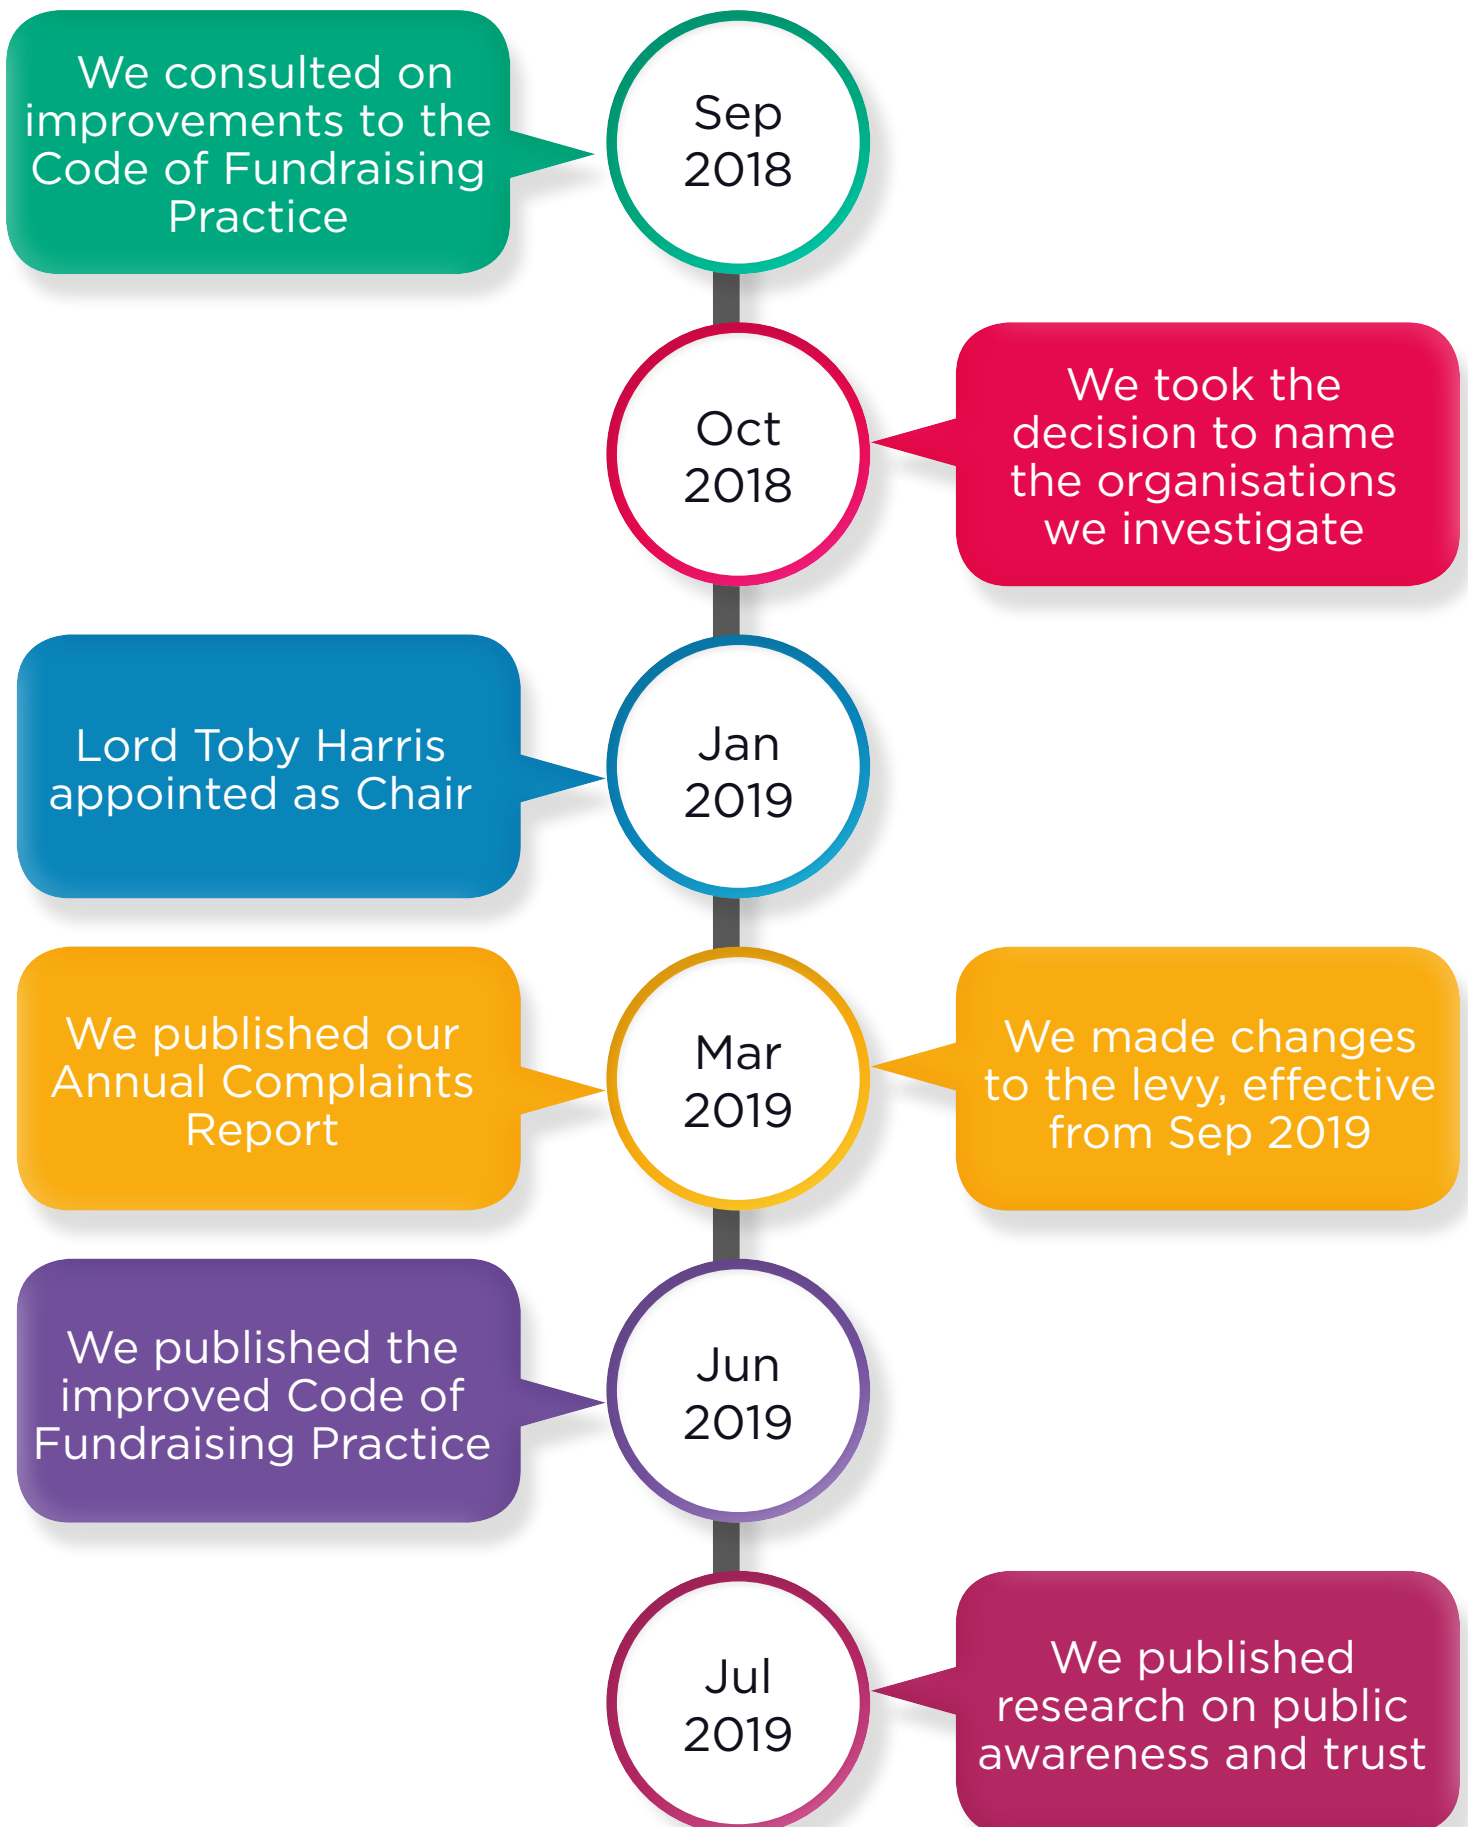 We consulted on
improvements to the
Code of Fundraising
Practice
Sep
2018
Oct
2018
We took the
decision to name
the organisations
we investigate
Lord Toby Harris
appointed as Chair
Jan
2019
We published our
Annual Complaints
Report
Mar
2019
We made changes
to the levy, effective
from Sep 2019
We published the
improved Code of
Fundraising Practice
Jun
2019
Jul
2019
We published
research on public
awareness and trust